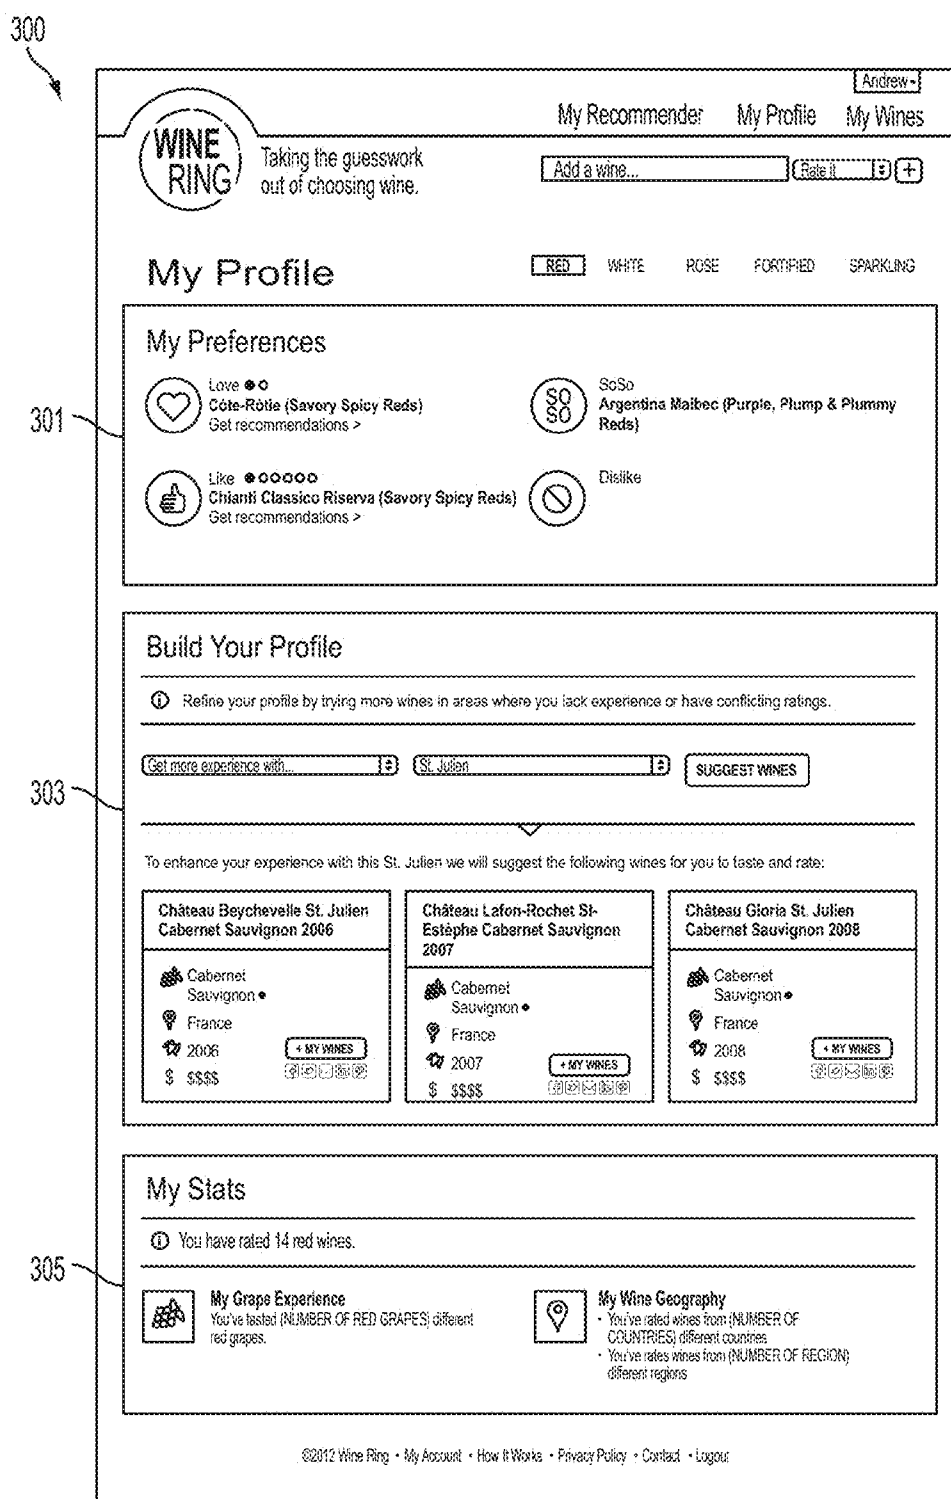 300
Andrew
My Recommender My Profile My Wines
WINE
RING
Taking the guesswork
out of choosing wine.
Add a wine... Rate it +
My Profile
RED WHITE ROSE FORTIFIED SPARKLING
301
My Preferences
Love
Côte-Rôtie (Savory Spicy Reds)
Get recommendations >
SO
SO
SoSo
Argentina Malbec (Purple, Plump & Plummy
Reds)
Like
Chianti Classico Riserva (Savory Spicy Reds)
Get recommendations >
Dislike
303
Build Your Profile
Refine your profile by trying more wines in areas where you lack experience or have conflicting ratings.
Get more experience with... St. Julien SUGGEST WINES
To enhance your experience with this St. Julien we will suggest the following wines for you to taste and rate:
Château Beychevelle St. Julien
Cabernet Sauvignon 2006
Cabernet
Sauvignon •
France
2006
+ MY WINES
$ $$$$
Château Lafon-Rochet St-
Estèphe Cabernet Sauvignon
2007
Cabernet
Sauvignon •
France
2007
+ MY WINES
$ $$$$
Château Gloria St. Julien
Cabernet Sauvignon 2008
Cabernet
Sauvignon •
France
2008
+ MY WINES
$ $$$$
305
My Stats
You have rated 14 red wines.
My Grape Experience
You've tasted (NUMBER OF RED GRAPES) different
red grapes.
My Wine Geography
• You've rated wines from (NUMBER OF
COUNTRIES) different countries
• You've rates wines from (NUMBER OF REGION)
different regions
©2012 Wine Ring • My Account • How It Works • Privacy Policy • Contact • Logout